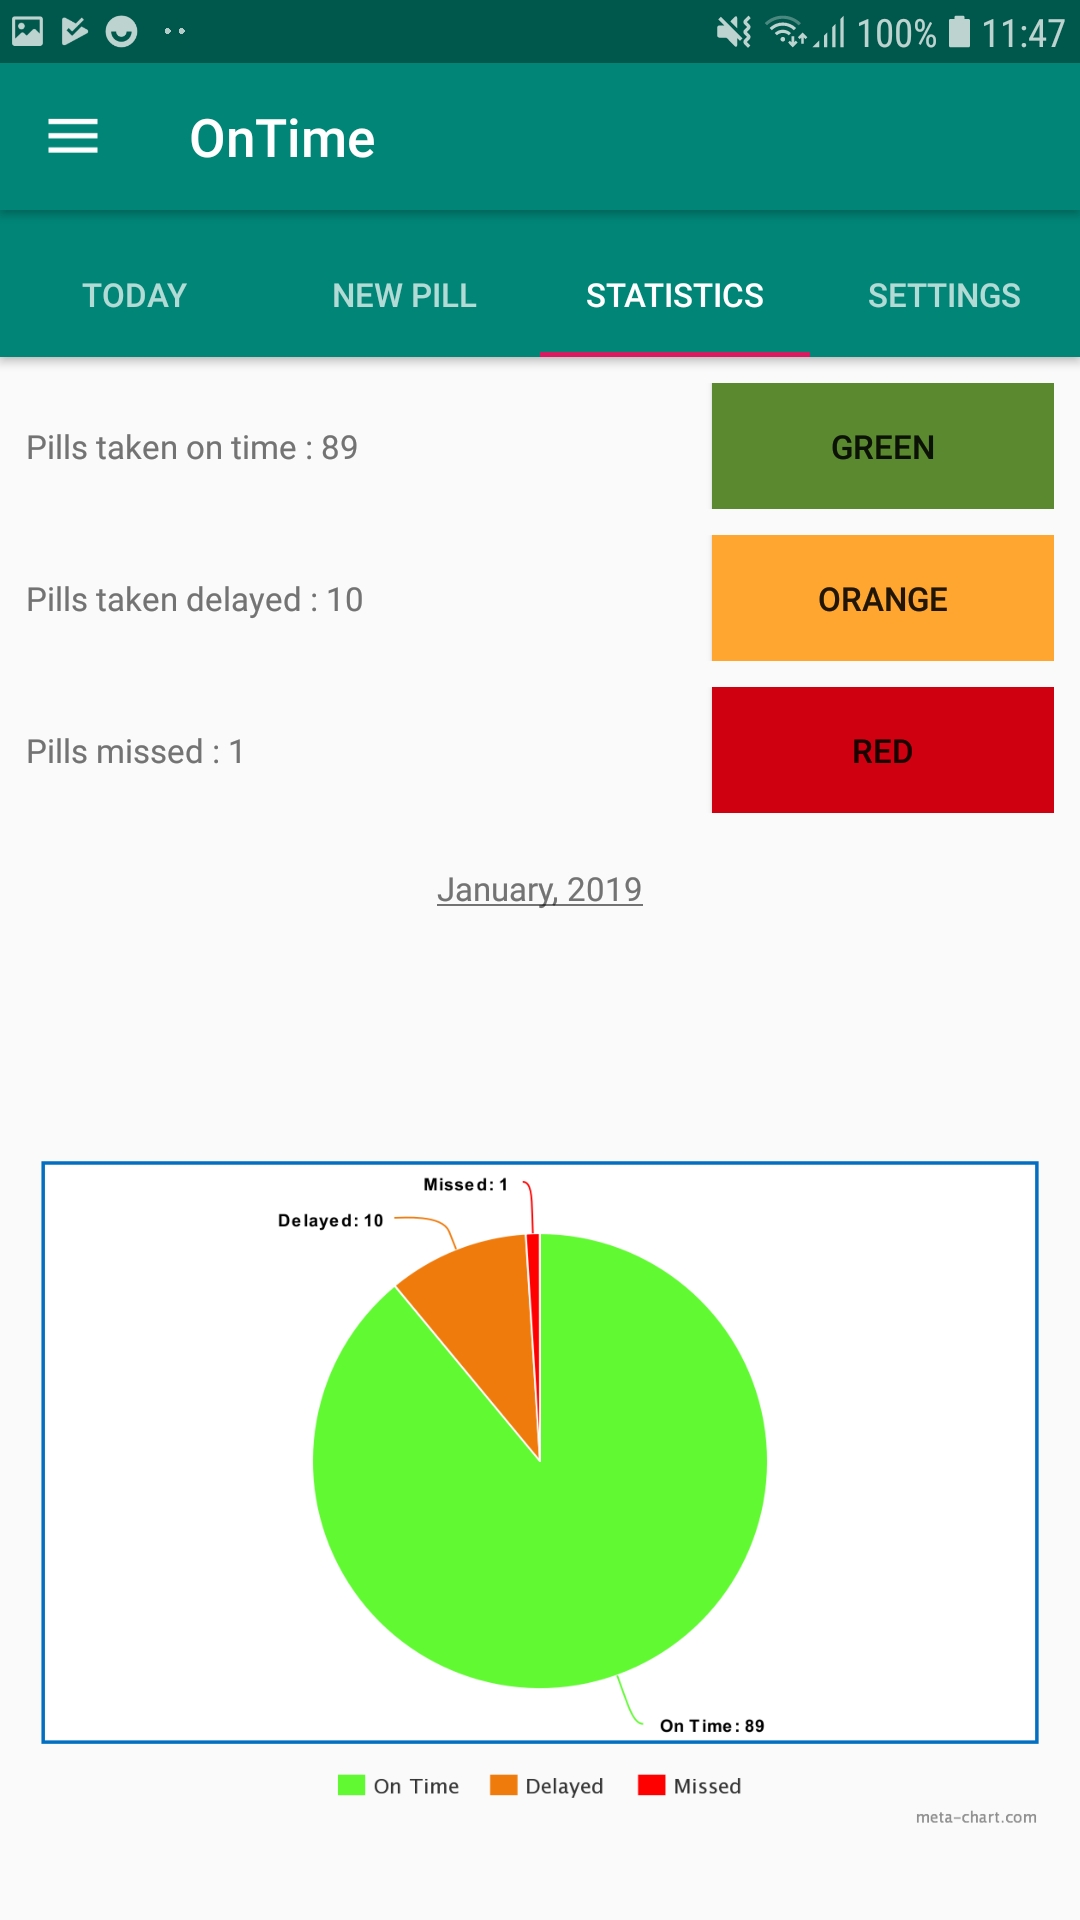 100% 11:47
OnTime
TODAY NEW PILL STATISTICS SETTINGS
Pills taken on time : 89 GREEN
Pills taken delayed : 10 ORANGE
Pills missed : 1 RED
January, 2019
Missed: 1
Delayed: 10
On Time: 89
On Time Delayed Missed
meta-chart.com